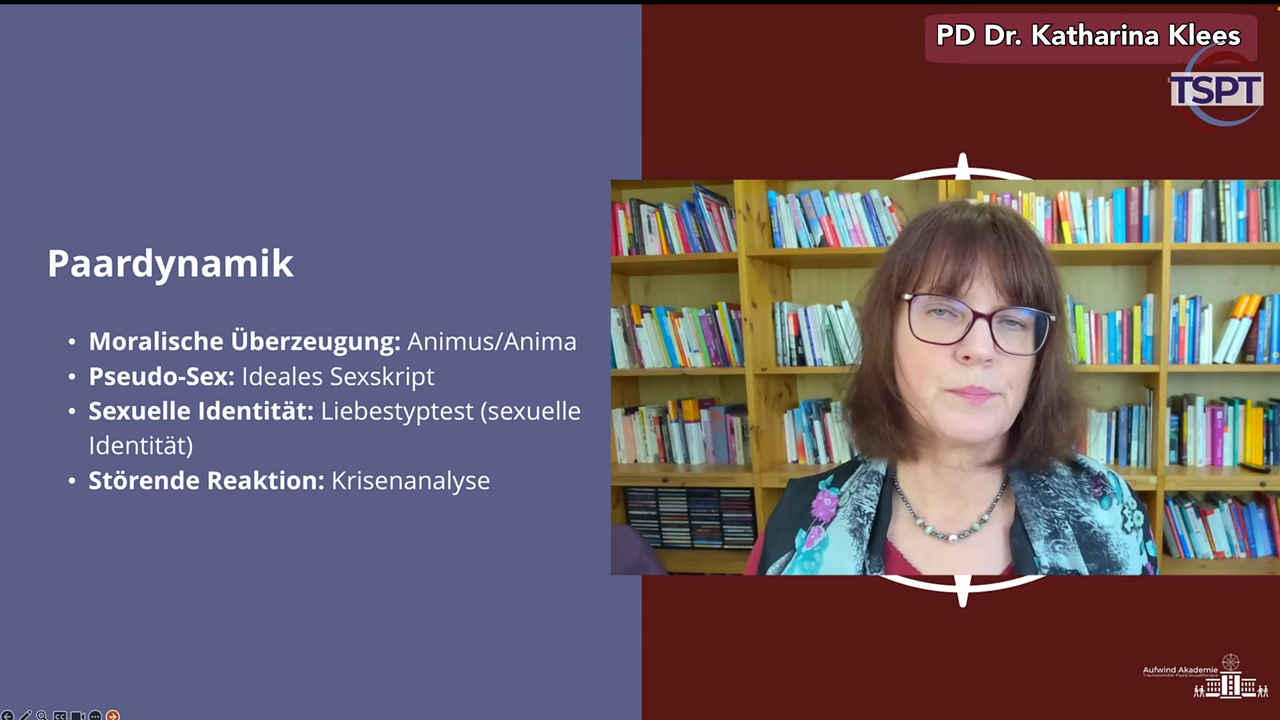 PD Dr. Katharina Klees
TSPT
Paardynamik
• Moralische Überzeugung: Animus/Anima
• Pseudo-Sex: Ideales Sexskript
• Sexuelle Identität: Liebestyptest (sexuelle
Identität)
• Störende Reaktion: Krisenanalyse
Aufwind Akademie